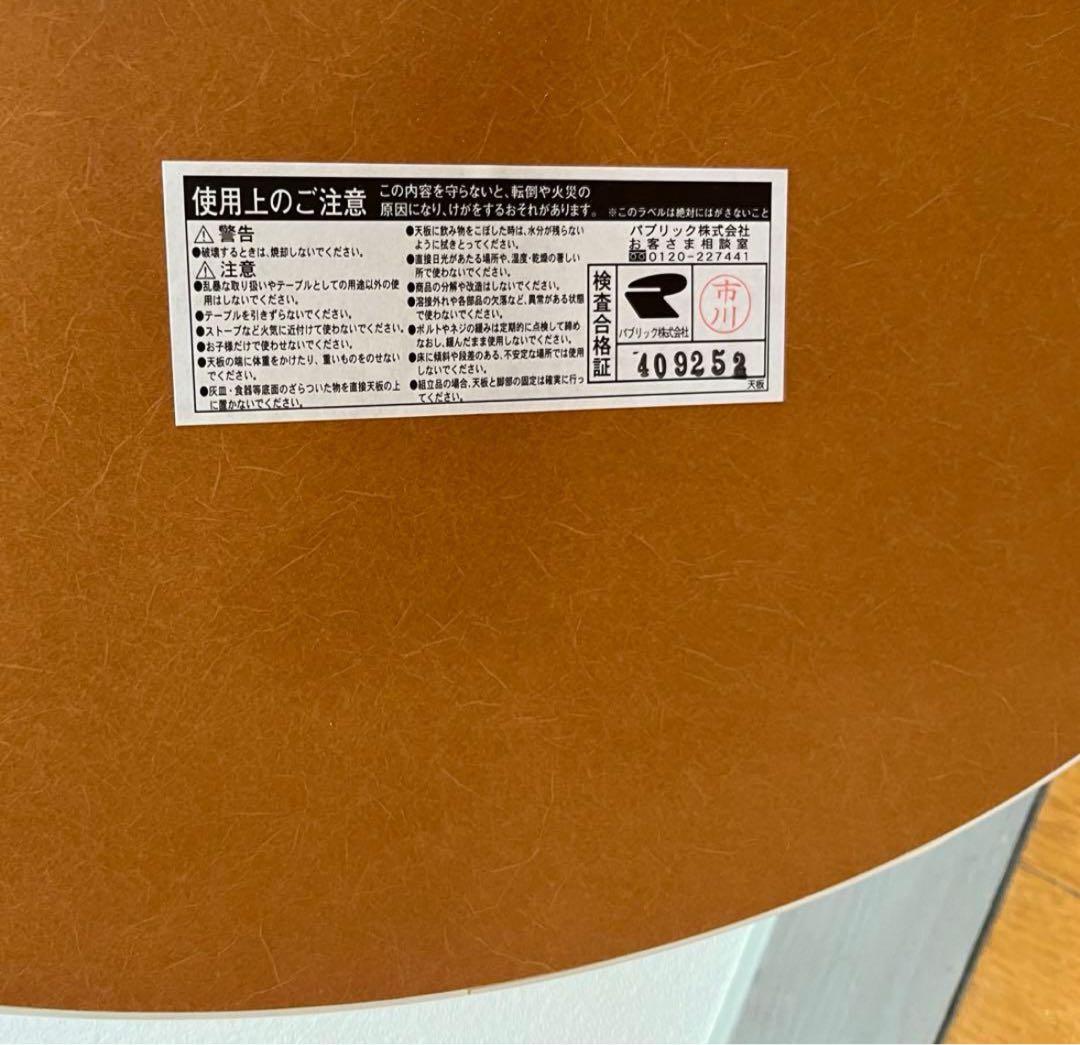 使用上のご注意
この内容を守らないと、転倒や火災の
原因になり、けがをするおそれがあります。 ※このラベルは絶対にはがさないこと
警告
●破壊するときは、焼却しないでください。
注意
●乱暴な取り扱いやテーブルとしての用途以外の使
用はしないでください。
●テーブルを引きずらないでください。
●ストーブなど火気に近付けて使わないでください。
●お子様だけで使わせないでください。
●天板の端に体重をかけたり、重いものをのせない
でください。
●灰皿・食器等底面のざらついた物を直接天板の上
に置かないでください。
●天板に飲み物をこぼした時は、水分が残らない
ように拭きとってください。
●直接日光があたる場所や、温度・乾燥の著しい
所で使わないでください。
●商品の分解や改造はしないでください。
●溶接外れや各部品の欠落など、異常がある状態
で使わないでください。
●ボルトやネジの緩みは定期的に点検して締め
なおし、緩んだまま使用しないでください。
●床に傾斜や段差のある、不安定な場所では使用
しないでください。
●組立品の場合、天板と脚部の固定は確実に行っ
てください。
パブリック株式会社
お客さま相談室
0120-227441
検査合格証
パブリック株式会社
市川
409252
天板